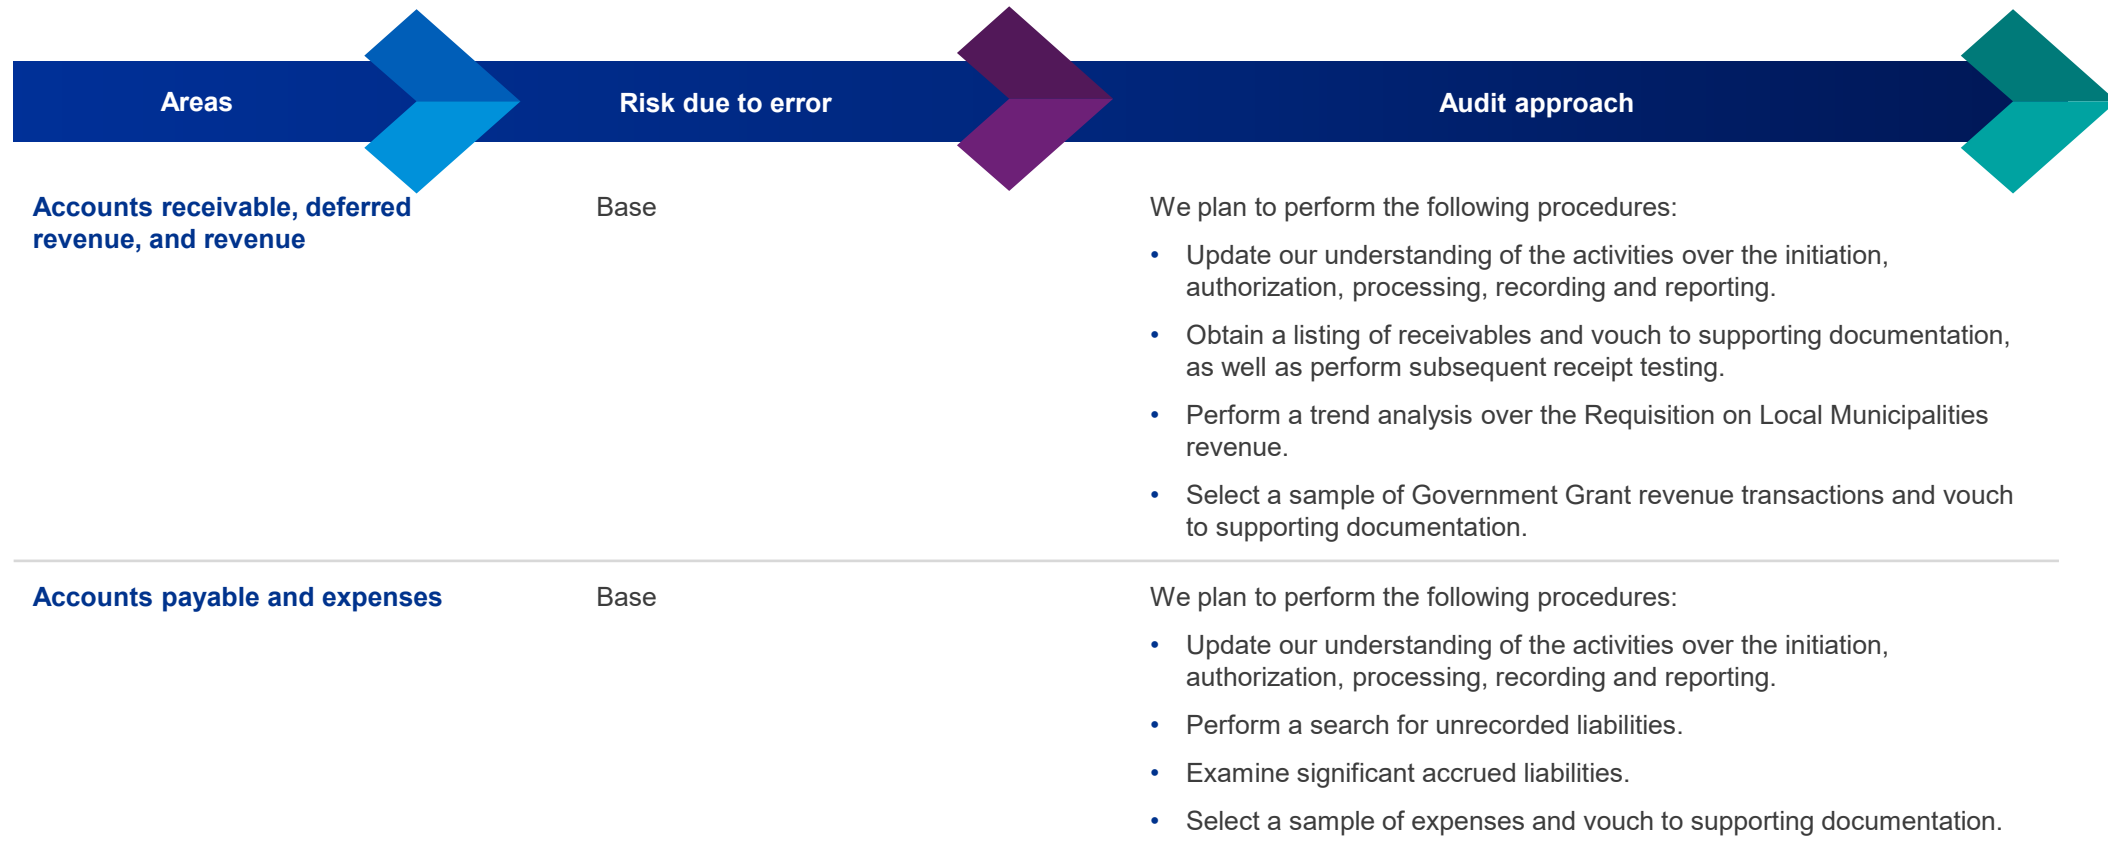 Areas
Risk due to error
Audit approach
Accounts receivable, deferred
revenue, and revenue
Base
We plan to perform the following procedures:
• Update our understanding of the activities over the initiation,
authorization, processing, recording and reporting.
• Obtain a listing of receivables and vouch to supporting documentation,
as well as perform subsequent receipt testing.
• Perform a trend analysis over the Requisition on Local Municipalities
revenue.
• Select a sample of Government Grant revenue transactions and vouch
to supporting documentation.
Accounts payable and expenses
Base
We plan to perform the following procedures:
• Update our understanding of the activities over the initiation,
authorization, processing, recording and reporting.
• Perform a search for unrecorded liabilities.
• Examine significant accrued liabilities.
• Select a sample of expenses and vouch to supporting documentation.